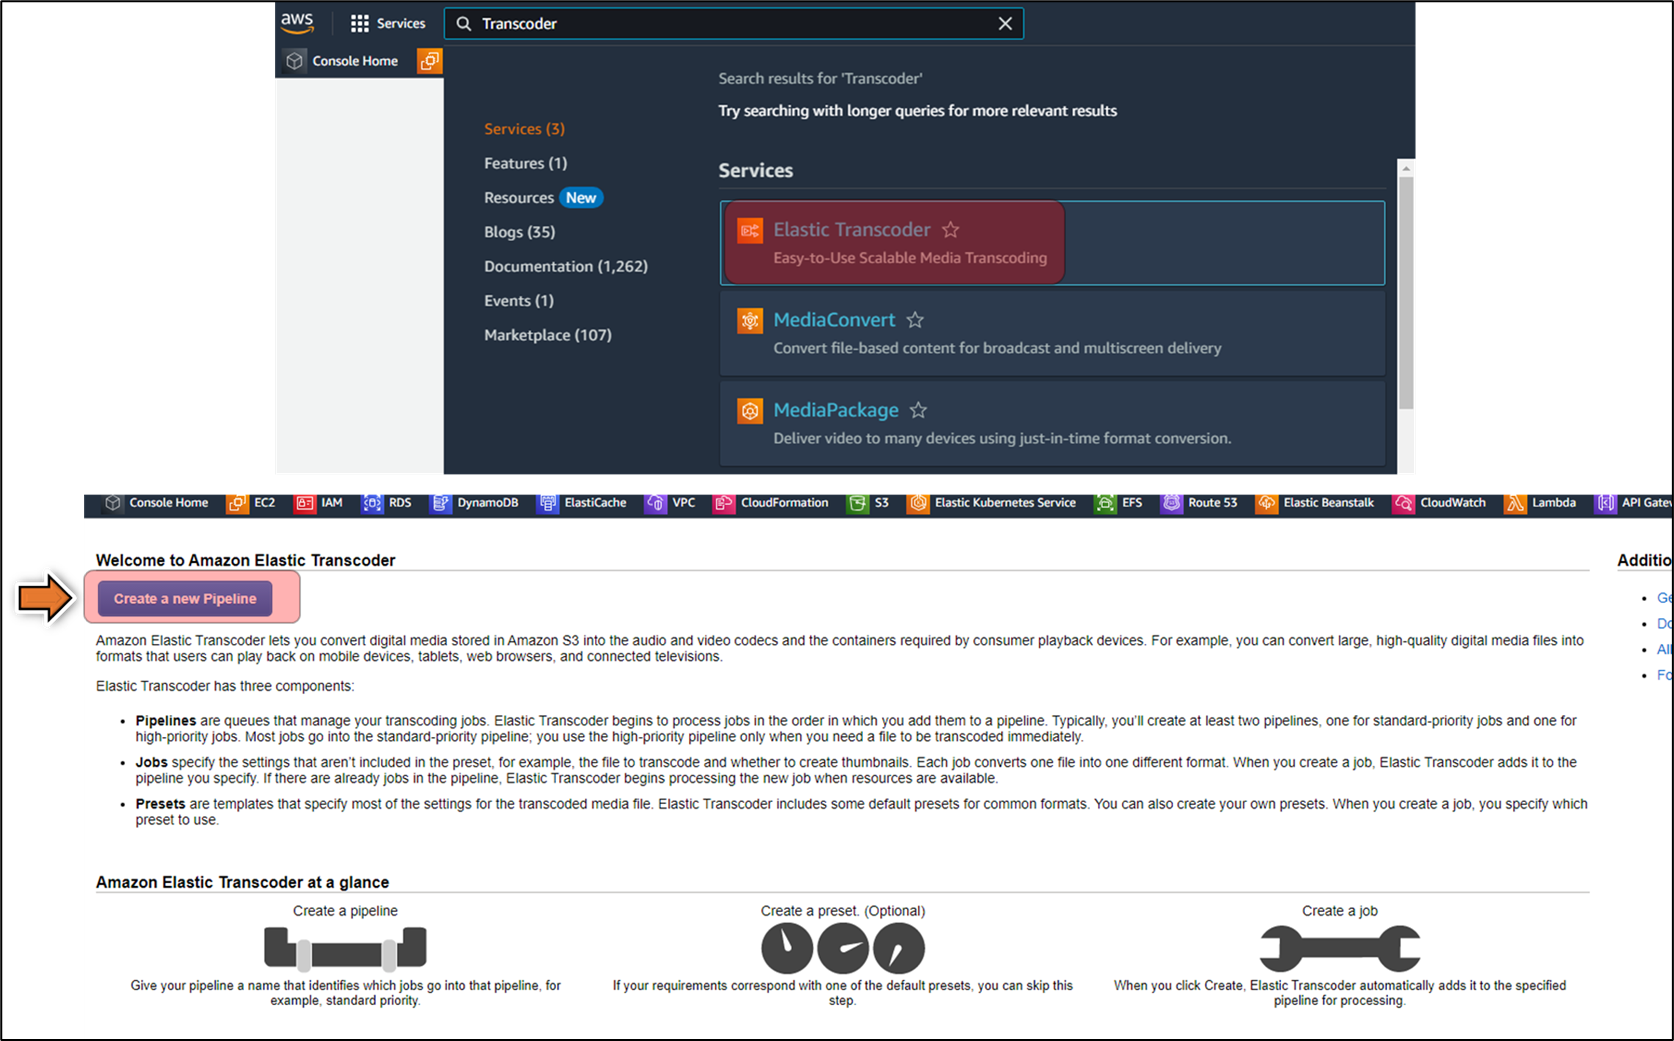 aws
Services
Transcoder
Console Home
Search results for 'Transcoder'
Try searching with longer queries for more relevant results
Services (3)
Features (1)
Resources New
Blogs (35)
Documentation (1,262)
Events (1)
Marketplace (107)
Services
Elastic Transcoder
Easy-to-Use Scalable Media Transcoding
MediaConvert
Convert file-based content for broadcast and multiscreen delivery
MediaPackage
Deliver video to many devices using just-in-time format conversion.
Console Home EC2 IAM RDS DynamoDB ElastiCache VPC CloudFormation S3 Elastic Kubernetes Service EFS Route 53 Elastic Beanstalk CloudWatch Lambda API Gatew
Welcome to Amazon Elastic Transcoder
Additio
Create a new Pipeline
Ge
Do
All
Fo
Amazon Elastic Transcoder lets you convert digital media stored in Amazon S3 into the audio and video codecs and the containers required by consumer playback devices. For example, you can convert large, high-quality digital media files into
formats that users can play back on mobile devices, tablets, web browsers, and connected televisions.
Elastic Transcoder has three components:
• Pipelines are queues that manage your transcoding jobs. Elastic Transcoder begins to process jobs in the order in which you add them to a pipeline. Typically, you'll create at least two pipelines, one for standard-priority jobs and one for
high-priority jobs. Most jobs go into the standard-priority pipeline; you use the high-priority pipeline only when you need a file to be transcoded immediately.
• Jobs specify the settings that aren't included in the preset, for example, the file to transcode and whether to create thumbnails. Each job converts one file into one different format. When you create a job, Elastic Transcoder adds it to the
pipeline you specify. If there are already jobs in the pipeline, Elastic Transcoder begins processing the new job when resources are available.
• Presets are templates that specify most of the settings for the transcoded media file. Elastic Transcoder includes some default presets for common formats. You can also create your own presets. When you create a job, you specify which
preset to use.
Amazon Elastic Transcoder at a glance
Create a pipeline
Give your pipeline a name that identifies which jobs go into that pipeline, for
example, standard priority.
Create a preset. (Optional)
If your requirements correspond with one of the default presets, you can skip this
step.
Create a job
When you click Create, Elastic Transcoder automatically adds it to the specified
pipeline for processing.